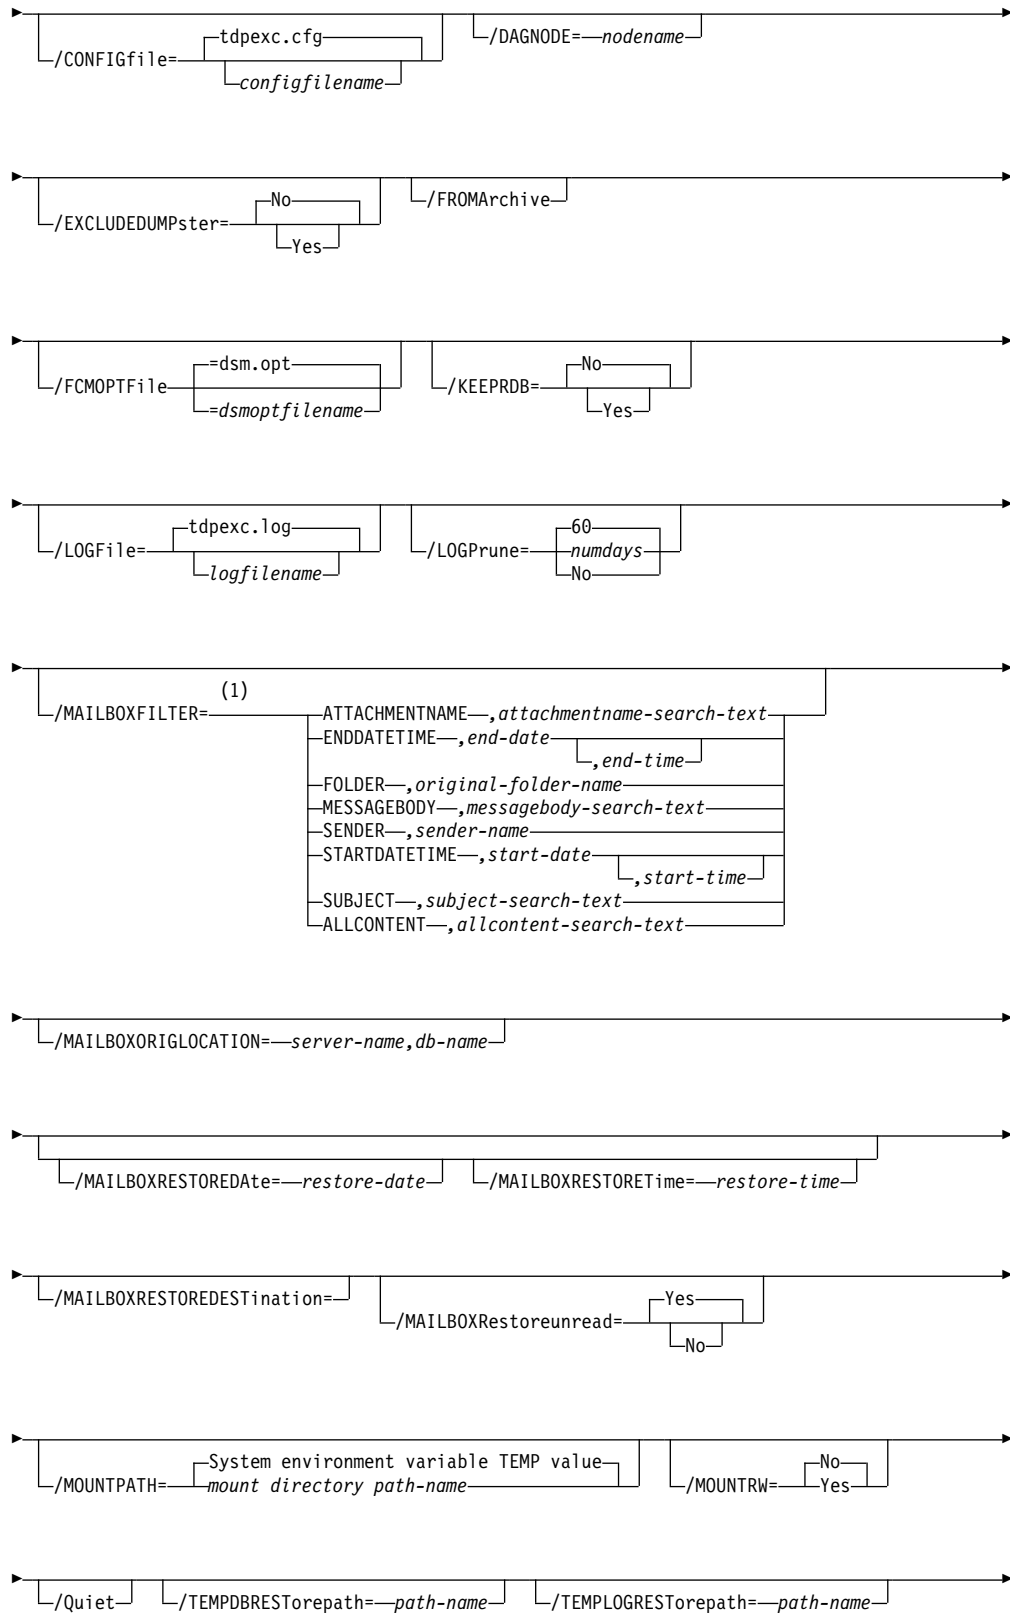 tdpexc.cfg
/DAGNODE= nodename
/CONFIGfile=
configfilename
No
/FROMArchive
/EXCLUDEDUMPster=
Yes
=dsm.opt
No
/FCMOPTFile
/KEEPRDB=
=dsmoptfilename
Yes
tdpexc.log
60
/LOGFile=
/LOGPrune=
numdays
logfilename
No
(1)
/MAILBOXFILTER= ATTACHMENTNAME ,attachmentname-search-text
ENDDATETIME ,end-date
,end-time
FOLDER ,original-folder-name
MESSAGEBODY ,messagebody-search-text
SENDER ,sender-name
STARTDATETIME ,start-date
,start-time
SUBJECT ,subject-search-text
ALLCONTENT ,allcontent-search-text
/MAILBOXORIGLOCATION= server-name,db-name
/MAILBOXRESTOREDAte= restore-date /MAILBOXRESTORETime= restore-time
/MAILBOXRESTOREDESTination=
Yes
/MAILBOXRestoreunread=
No
System environment variable TEMP value
No
/MOUNTPATH= mount directory path-name
/MOUNTRW= Yes
/Quiet /TEMPDBRESTorepath= path-name /TEMPLOGRESTorepath= path-name